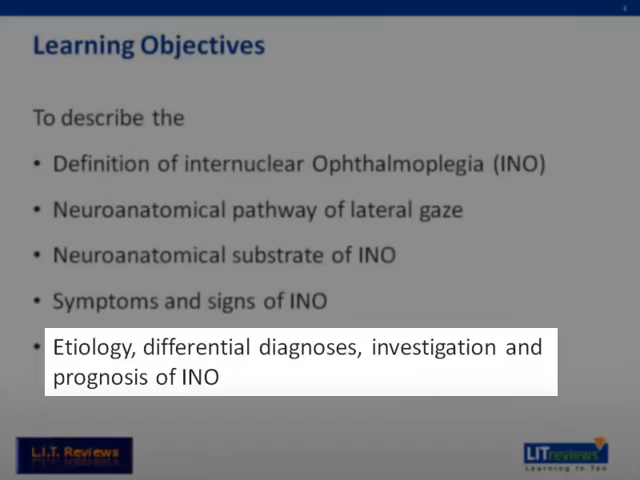 Learning Objectives
To describe the
• Definition of internuclear Ophthalmoplegia (INO)
• Neuroanatomical pathway of lateral gaze
• Neuroanatomical substrate of INO
• Symptoms and signs of INO
• Etiology, differential diagnoses, investigation and
prognosis of INO
L.I.T. Reviews
LITreviews
Learning In Ten